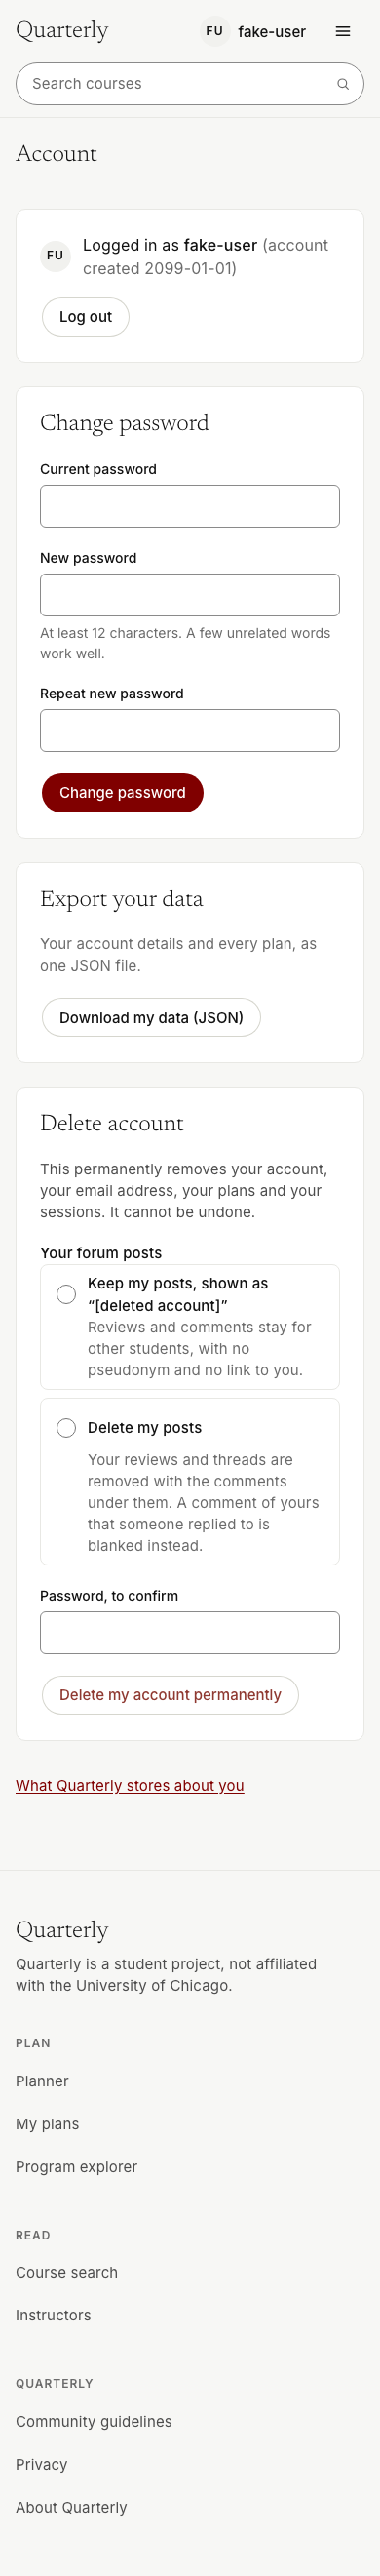 Quarterly
FU fake-user
Search courses
Account
FU
Logged in as fake-user (account
created 2099-01-01)
Log out
Change password
Current password
New password
At least 12 characters. A few unrelated words
work well.
Repeat new password
Change password
Export your data
Your account details and every plan, as
one JSON file.
Download my data (JSON)
Delete account
This permanently removes your account,
your email address, your plans and your
sessions. It cannot be undone.
Your forum posts
Keep my posts, shown as
“[deleted account]”
Reviews and comments stay for
other students, with no
pseudonym and no link to you.
Delete my posts
Your reviews and threads are
removed with the comments
under them. A comment of yours
that someone replied to is
blanked instead.
Password, to confirm
Delete my account permanently
What Quarterly stores about you
Quarterly
Quarterly is a student project, not affiliated
with the University of Chicago.
PLAN
Planner
My plans
Program explorer
READ
Course search
Instructors
QUARTERLY
Community guidelines
Privacy
About Quarterly